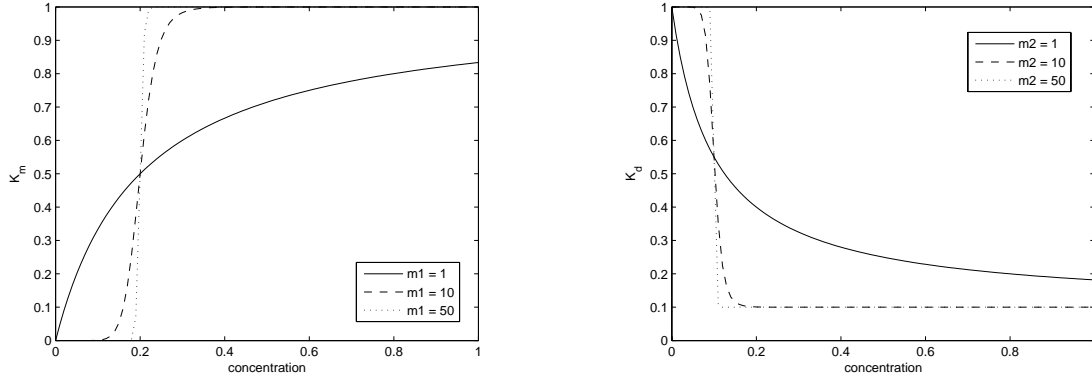 1
0.9
0.8
0.7
0.6
0.5
0.4
0.3
0.2
0.1
0
K_m
0 0.2 0.4 0.6 0.8 1
concentration
m1 = 1
m1 = 10
m1 = 50
1
0.9
0.8
0.7
0.6
0.5
0.4
0.3
0.2
0.1
0
K_d
0 0.2 0.4 0.6 0.8
concentration
m2 = 1
m2 = 10
m2 = 50